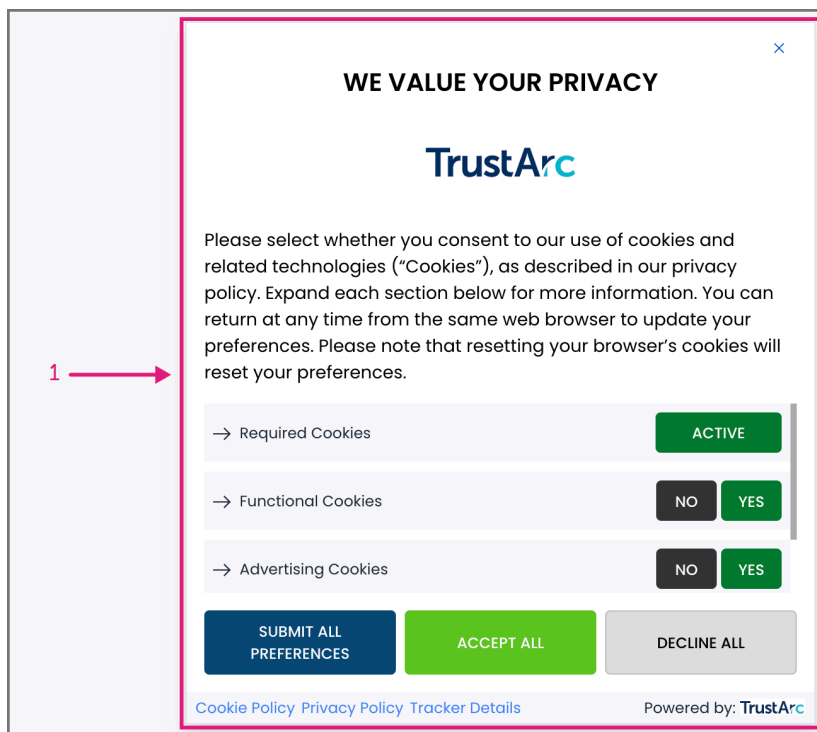 ×
WE VALUE YOUR PRIVACY
TrustArc
Please select whether you consent to our use of cookies and
related technologies (“Cookies”), as described in our privacy
policy. Expand each section below for more information. You can
return at any time from the same web browser to update your
preferences. Please note that resetting your browser’s cookies will
reset your preferences.
1
→ Required Cookies ACTIVE
→ Functional Cookies NO YES
→ Advertising Cookies NO YES
SUBMIT ALL
PREFERENCES
ACCEPT ALL
DECLINE ALL
Cookie Policy Privacy Policy Tracker Details Powered by: TrustArc